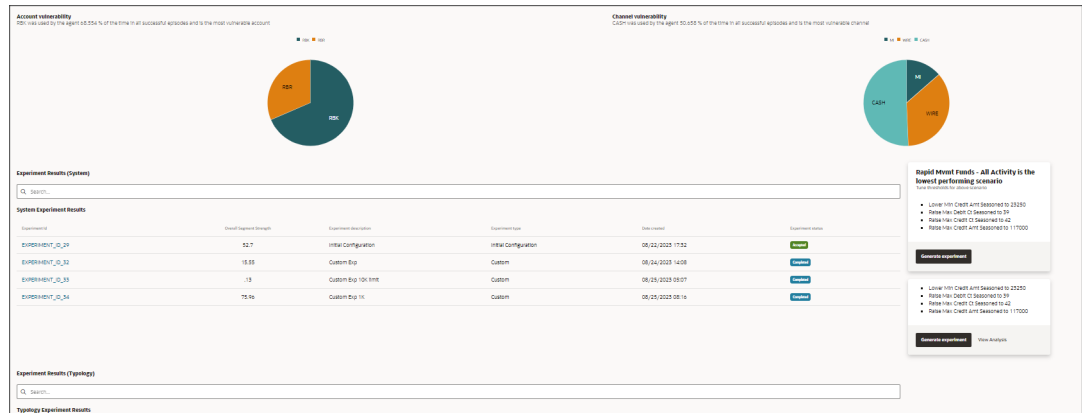 Account vulnerability
RBK was used by the agent 68.554 % of the time in all successful episodes and is the most vulnerable account
RBK RBR
RBR
RBK
Channel vulnerability
CASH was used by the agent 50.658 % of the time in all successful episodes and is the most vulnerable channel
MI WIRE CASH
MI
CASH
WIRE
Experiment Results (System)
Search...
System Experiment Results
Experiment Id Overall Segment Strength Experiment description Experiment type Date created Experiment status
EXPERIMENT_ID_29 52.7 Initial Configuration Initial Configuration 08/22/2023 17:32 Accepted
EXPERIMENT_ID_32 15.55 Custom Exp Custom 08/24/2023 14:08 Completed
EXPERIMENT_ID_33 .13 Custom Exp 10K limit Custom 08/25/2023 05:07 Completed
EXPERIMENT_ID_34 75.96 Custom Exp 1K Custom 08/25/2023 08:16 Completed
Rapid Mvmt Funds - All Activity is the
lowest performing scenario
Tune thresholds for above scenario
Lower Min Credit Amt Seasoned to 23250
Raise Max Debit Ct Seasoned to 39
Raise Max Credit Ct Seasoned to 42
Raise Max Credit Amt Seasoned to 117000
Generate experiment
Lower Min Credit Amt Seasoned to 23250
Raise Max Debit Ct Seasoned to 39
Raise Max Credit Ct Seasoned to 42
Raise Max Credit Amt Seasoned to 117000
Generate experiment View Analysis
Experiment Results (Typology)
Search...
Typology Experiment Results